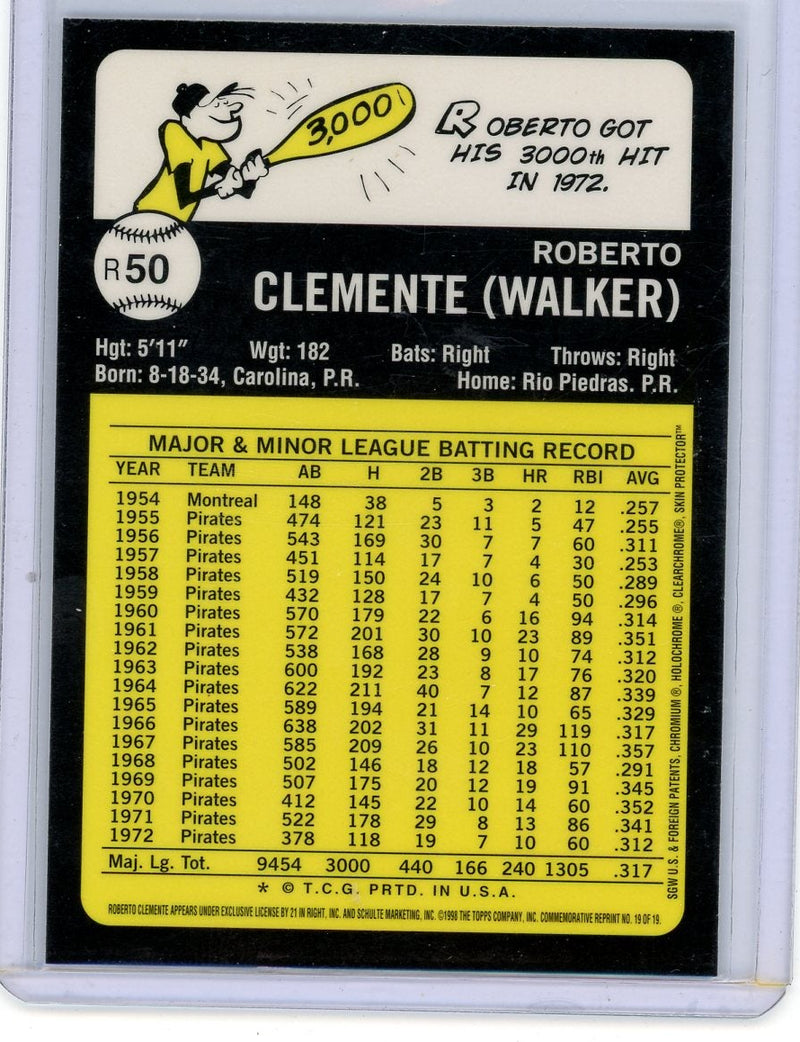 3,000
ROBERTO GOT
HIS 3000th HIT
IN 1972.
R50
ROBERTO
CLEMENTE (WALKER)
Hgt: 5'11" Wgt: 182 Bats: Right Throws: Right
Born: 8-18-34, Carolina, P.R. Home: Rio Piedras. P.R.
MAJOR & MINOR LEAGUE BATTING RECORD
YEAR TEAM AB H 2B 3B HR RBI AVG
1954 Montreal 148 38 5 3 2 12 .257
1955 Pirates 474 121 23 11 5 47 .255
1956 Pirates 543 169 30 7 7 60 .311
1957 Pirates 451 114 17 7 4 30 .253
1958 Pirates 519 150 24 10 6 50 .289
1959 Pirates 432 128 17 7 4 50 .296
1960 Pirates 570 179 22 6 16 94 .314
1961 Pirates 572 201 30 10 23 89 .351
1962 Pirates 538 168 28 9 10 74 .312
1963 Pirates 600 192 23 8 17 76 .320
1964 Pirates 622 211 40 7 12 87 .339
1965 Pirates 589 194 21 14 10 65 .329
1966 Pirates 638 202 31 11 29 119 .317
1967 Pirates 585 209 26 10 23 110 .357
1968 Pirates 502 146 18 12 18 57 .291
1969 Pirates 507 175 20 12 19 91 .345
1970 Pirates 412 145 22 10 14 60 .352
1971 Pirates 522 178 29 8 13 86 .341
1972 Pirates 378 118 19 7 10 60 .312
Maj. Lg. Tot. 9454 3000 440 166 240 1305 .317
* © T.C.G. PRTD. IN U.S.A.
ROBERTO CLEMENTE APPEARS UNDER EXCLUSIVE LICENSE BY 21 IN RIGHT, INC. AND SCHULTE MARKETING, INC. ©1998 THE TOPPS COMPANY, INC. COMMEMORATIVE REPRINT NO. 19 OF 19.
SGW U.S. & FOREIGN PATENTS, CHROMIUM ®, HOLOCHROME ®, CLEARCHROME®, SKIN PROTECTOR™